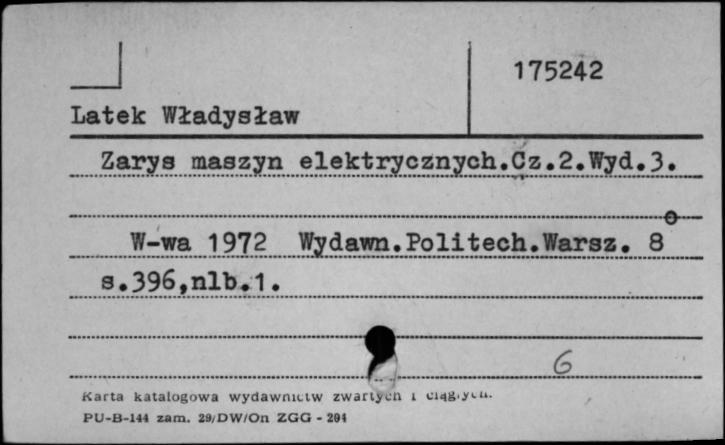 175242
Latek Władysław
Zarys maszyn elektrycznych.Cz.2.Wyd.3.
W-wa 1972 Wydawn.Politech.Warsz. 8o
s.396,nlb.1.
6
Karta katalogowa wydawnictw zwartych i ciągłych.
PU-B-144 zam. 29/DW/On ZGG - 204